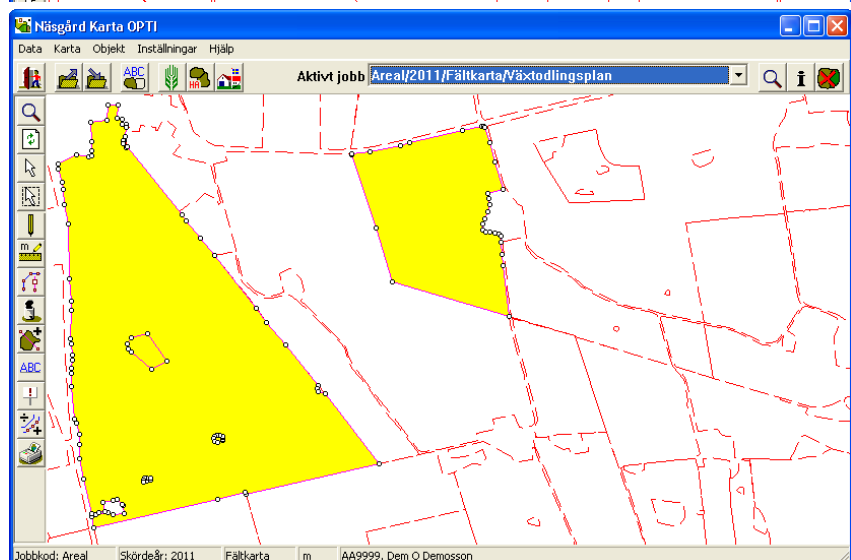 Näsgård Karta OPTI
Data Karta Objekt Inställningar Hjälp
ABC HA Aktivt jobb Areal/2011/Fältkarta/Växtodlingsplan i
m
ABC
Jobbkod: Areal Skördeår: 2011 Fältkarta m AA9999, Dem O Demosson